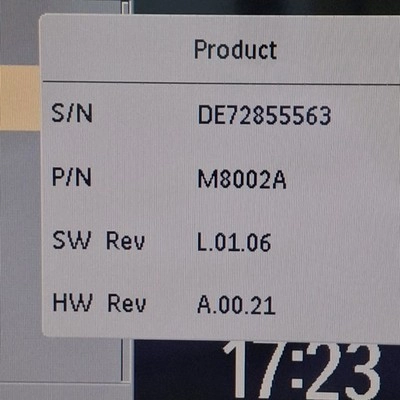 Product
S/N DE72855563
P/N M8002A
SW Rev L.01.06
HW Rev A.00.21
17:23